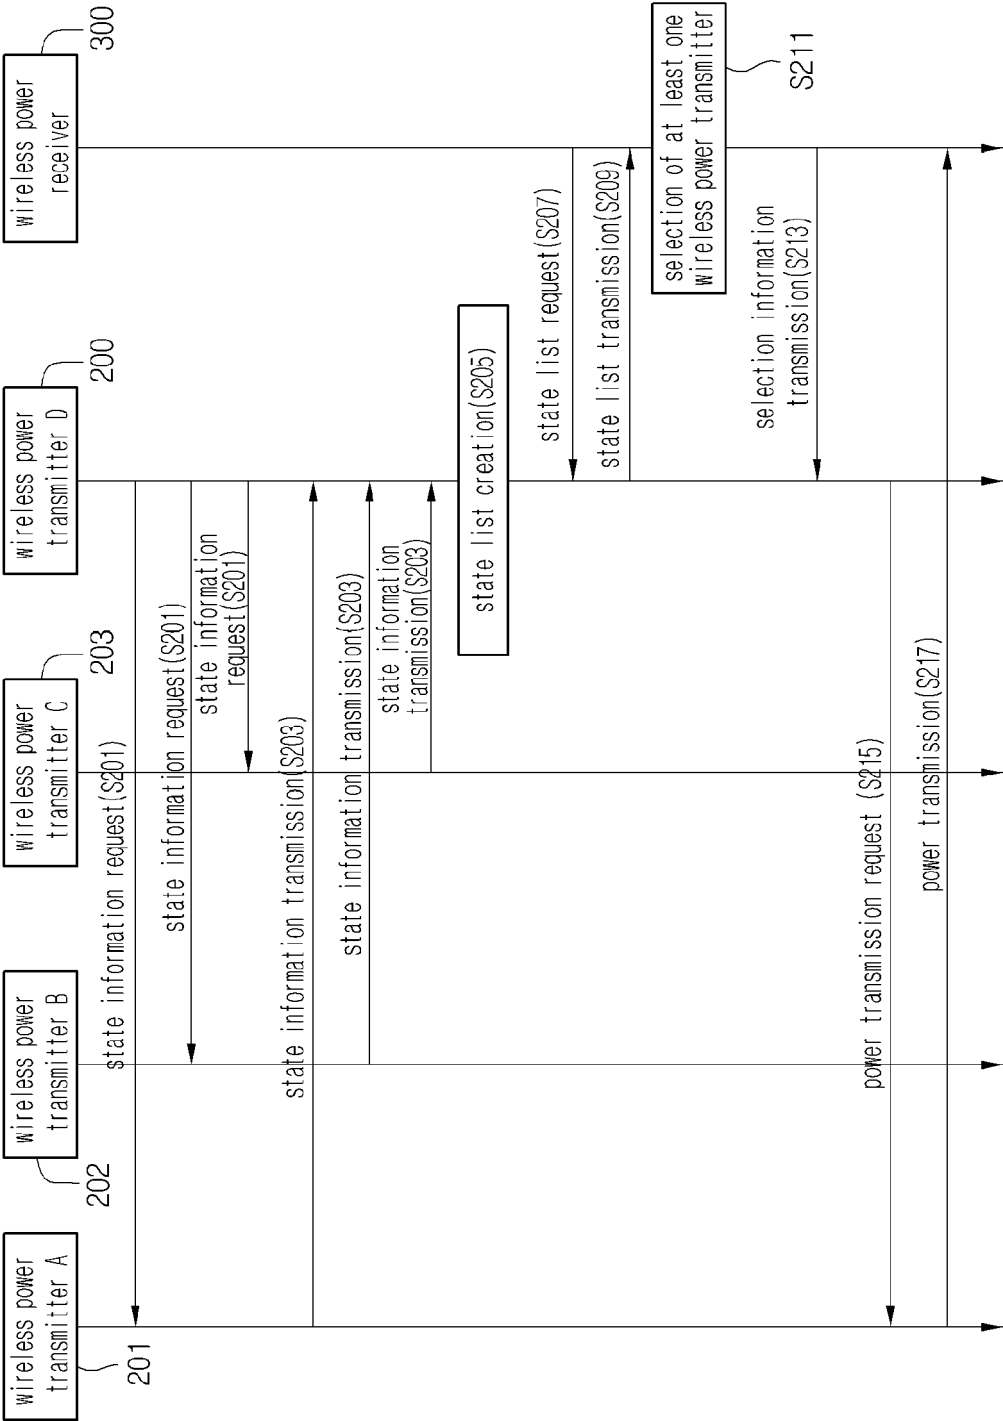 201
202
203
200
300
wireless power
transmitter A
wireless power
transmitter B
wireless power
transmitter C
wireless power
transmitter D
wireless power
receiver
state information request(S201)
state information request(S201)
state information
request(S201)
state information transmission(S203)
state information transmission(S203)
state information
transmission(S203)
state list creation(S205)
state list request(S207)
state list transmission(S209)
selection of at least one
wireless power transmitter
S211
selection information
transmission(S213)
power transmission request (S215)
power transmission(S217)